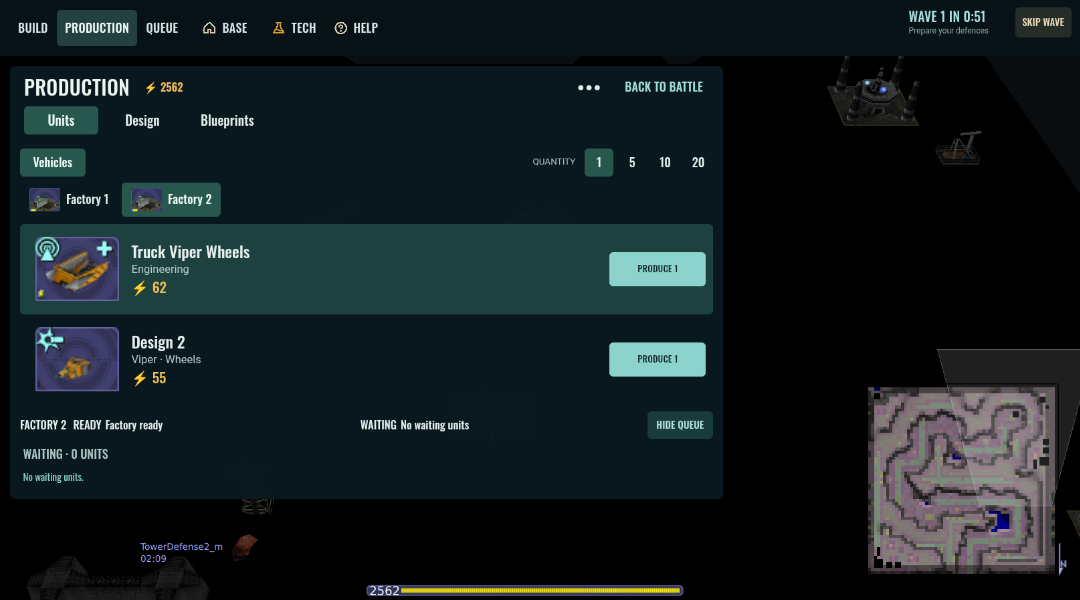 BUILD PRODUCTION QUEUE BASE TECH HELP
WAVE 1 IN 0:51
Prepare your defences
SKIP WAVE
PRODUCTION 2562
BACK TO BATTLE
Units Design Blueprints
Vehicles
QUANTITY 1 5 10 20
Factory 1 Factory 2
Truck Viper Wheels
Engineering
62
PRODUCE 1
Design 2
Viper · Wheels
55
PRODUCE 1
FACTORY 2 READY Factory ready
WAITING No waiting units
HIDE QUEUE
WAITING · 0 UNITS
No waiting units.
TowerDefense2_m
02:09
2562
N